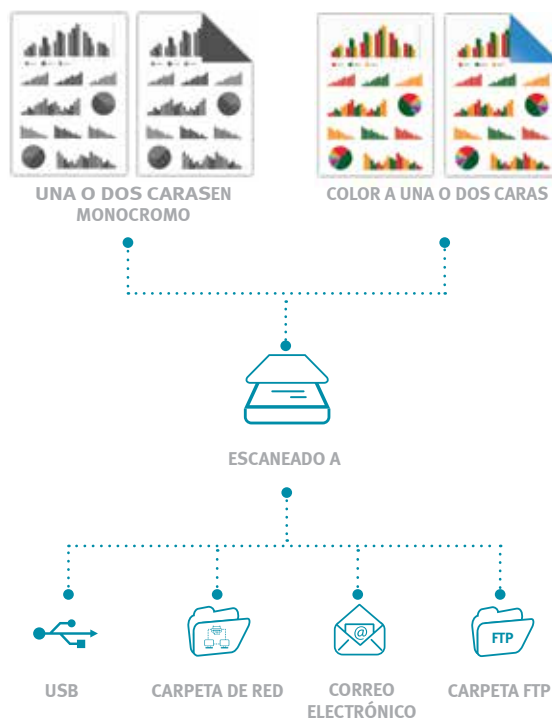 UNA O DOS CARASEN
MONOCROMO
COLOR A UNA O DOS CARAS
ESCANEADO A
@
FTP
USB
CARPETA DE RED
CORREO
ELECTRÓNICO
CARPETA FTP